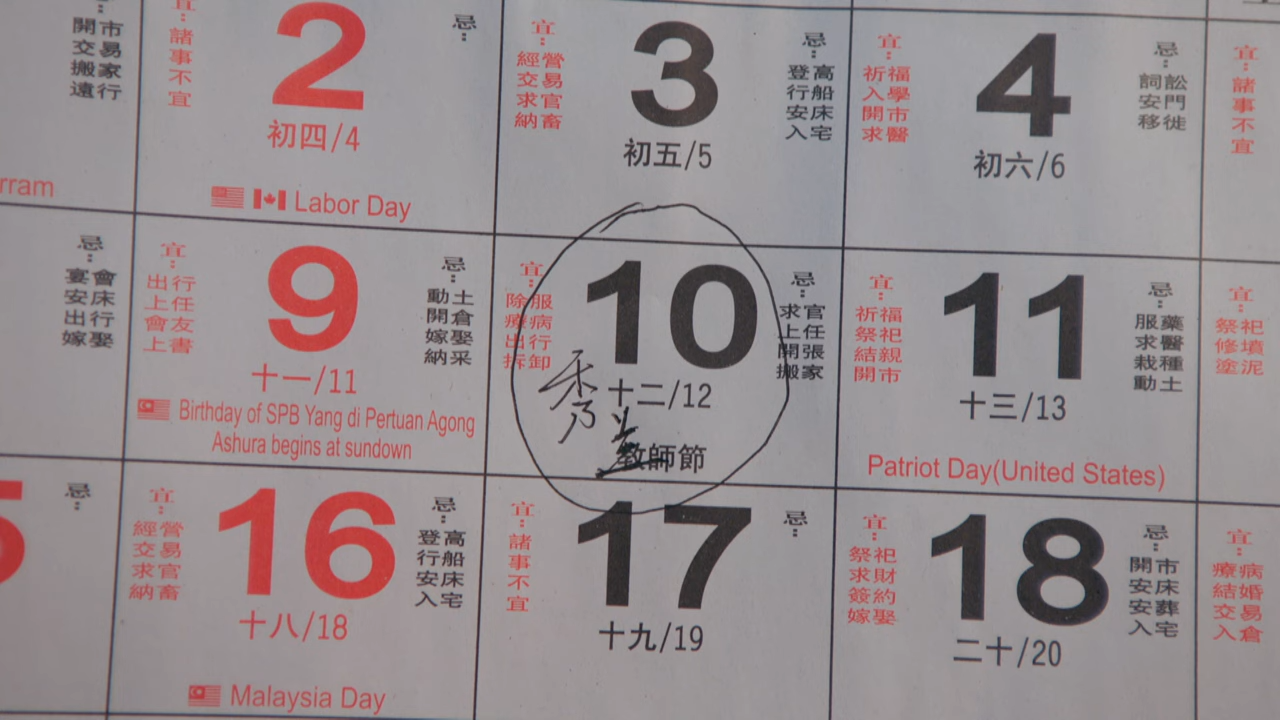 忌:
開市
交易
搬家
遠行
rram
宜:
諸
事
不
宜
2
忌:
初四/4
Labor Day
宜:
經營
交易
求官
納畜
3
忌:
登高
行船
安床
入宅
初五/5
宜:
祈福
入學
開市
求醫
4
忌:
詞訟
安門
移徙
初六/6
宜:
諸
事
不
宜
忌:
宴會
安床
出行
嫁娶
宜:
出行
上任
會友
上書
9
忌:
動土
開倉
嫁娶
納采
十一/11
Birthday of SPB Yang di Pertuan Agong
Ashura begins at sundown
宜:
除服
療病
出行
拆卸
10
忌:
求官
上任
開張
搬家
十二/12
秀
教師節
宜:
祈福
祭祀
結親
開市
11
忌:
服藥
求醫
栽種
動土
十三/13
Patriot Day(United States)
宜:
祭祀
修墳
塗泥
5
忌:
宜:
經營
交易
求官
納畜
16
忌:
登高
行船
安床
入宅
十八/18
Malaysia Day
宜:
諸
事
不
宜
17
忌:
十九/19
宜:
祭祀
求財
簽約
嫁娶
18
忌:
開市
安床
安葬
入宅
二十/20
宜:
療病
結婚
交易
入倉